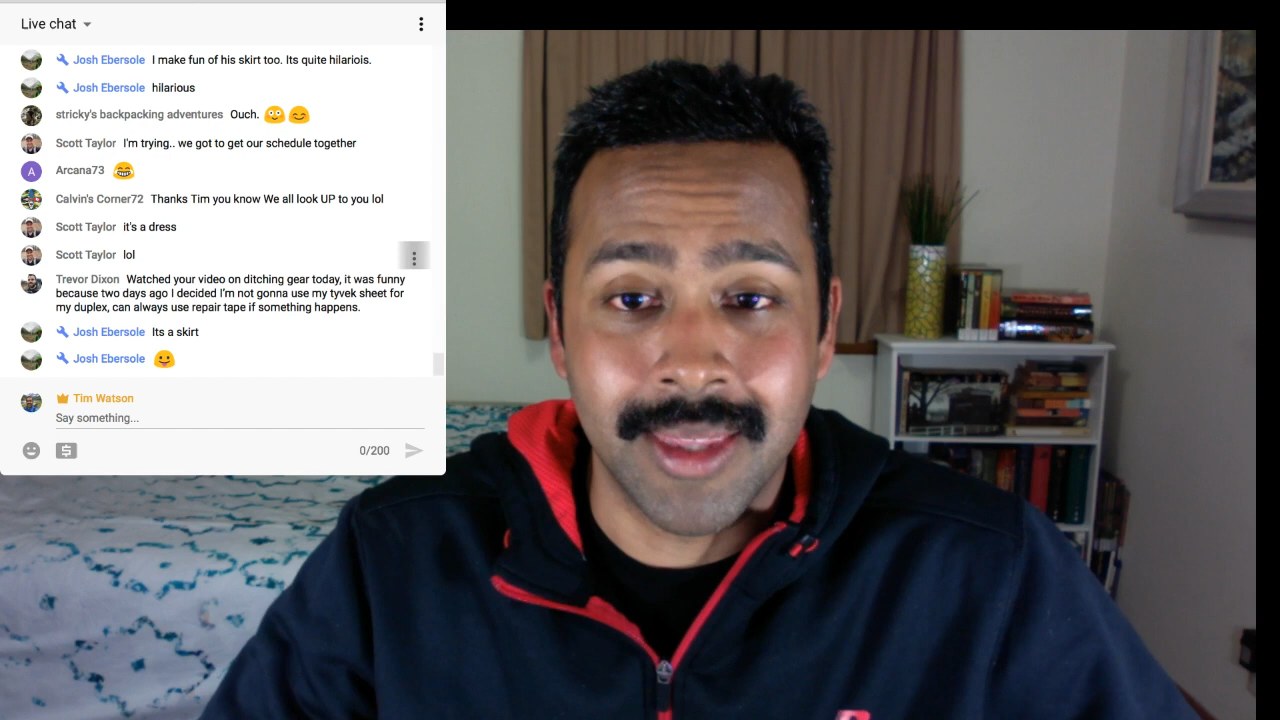 Live chat
Josh Ebersole I make fun of his skirt too. Its quite hilariois.
Josh Ebersole hilarious
stricky's backpacking adventures Ouch.
Scott Taylor I'm trying.. we got to get our schedule together
A Arcana73
Calvin's Corner72 Thanks Tim you know We all look UP to you lol
Scott Taylor it's a dress
Scott Taylor lol
Trevor Dixon Watched your video on ditching gear today, it was funny
because two days ago I decided I'm not gonna use my tyvek sheet for
my duplex, can always use repair tape if something happens.
Josh Ebersole Its a skirt
Josh Ebersole
Tim Watson
Say something...
0/200